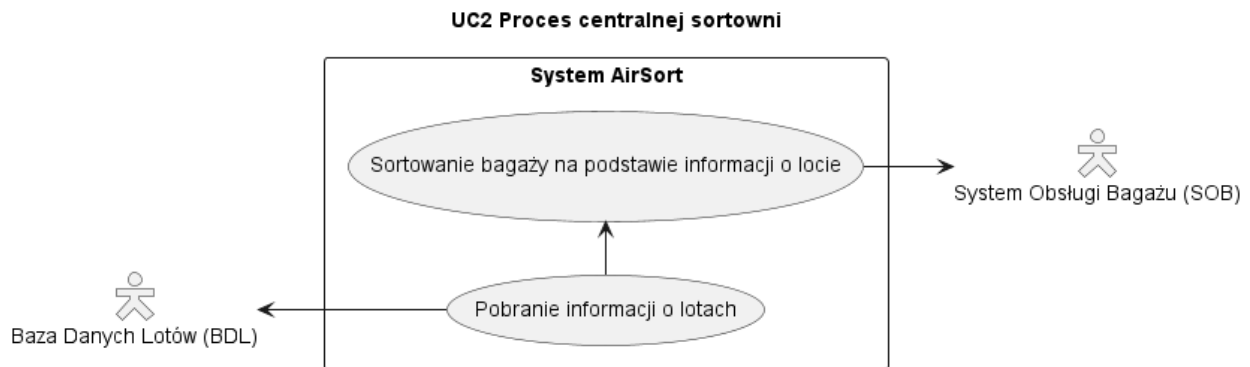 UC2 Proces centralnej sortowni
System AirSort
Sortowanie bagaży na podstawie informacji o locie
System Obsługi Bagażu (SOB)
Pobranie informacji o lotach
Baza Danych Lotów (BDL)